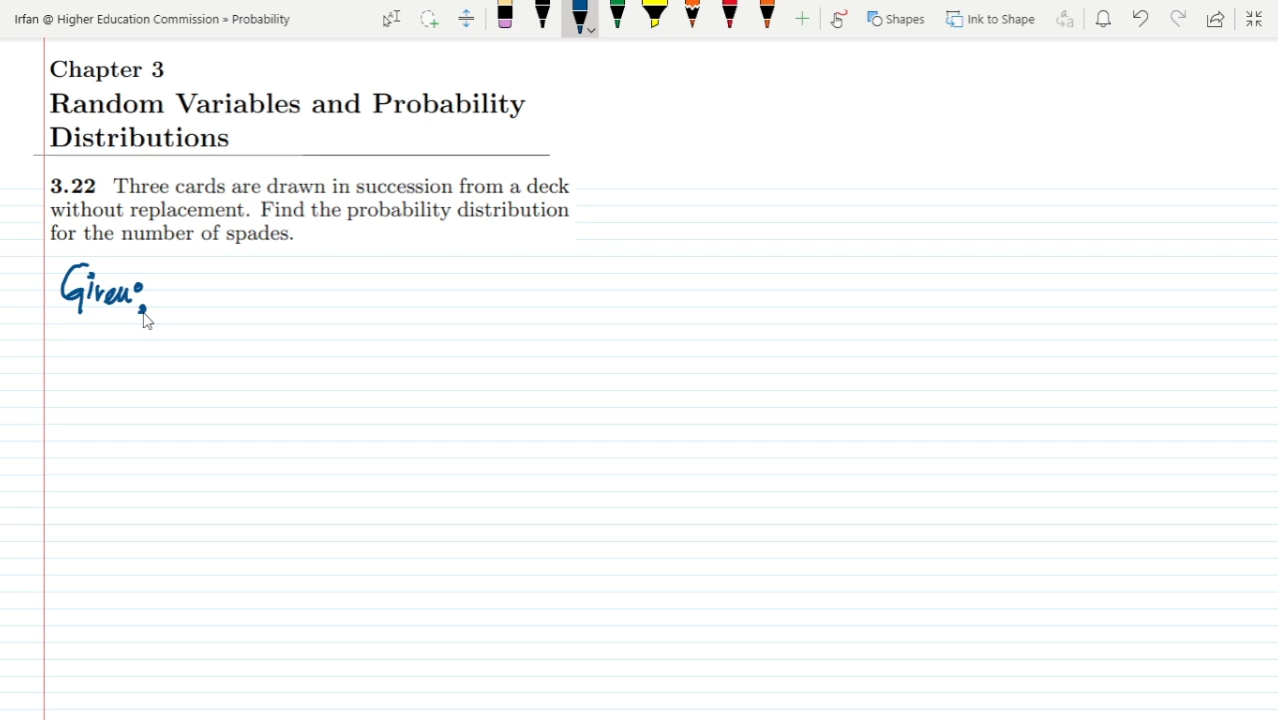 Irfan @ Higher Education Commission » Probability
Shapes
Ink to Shape
Chapter 3
Random Variables and Probability
Distributions
3.22 Three cards are drawn in succession from a deck
without replacement. Find the probability distribution
for the number of spades.
Given: